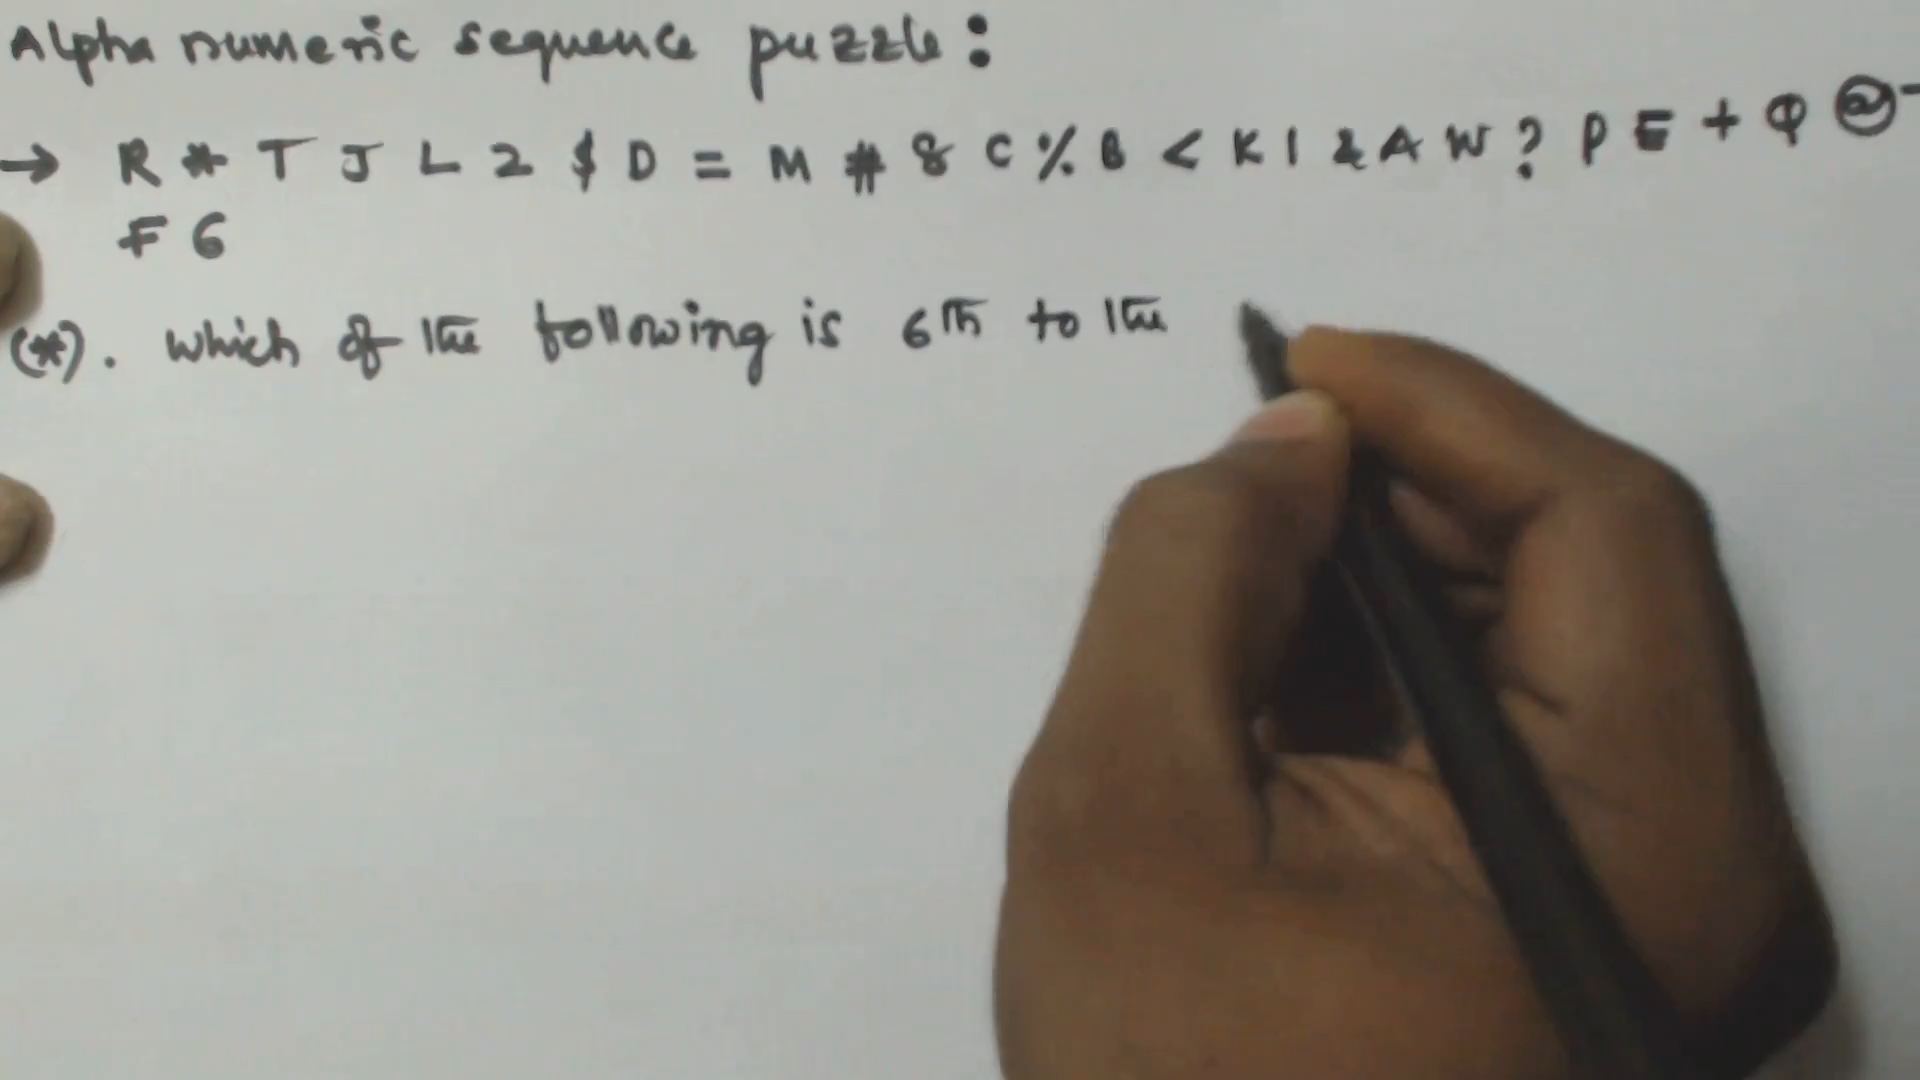 Alpha numeric sequence puzzle:
→ R * T J L 2 $ D = M # 8 C % B < K 1 & A W ? P E + Q @
F 6
(*). Which of the following is 6th to the